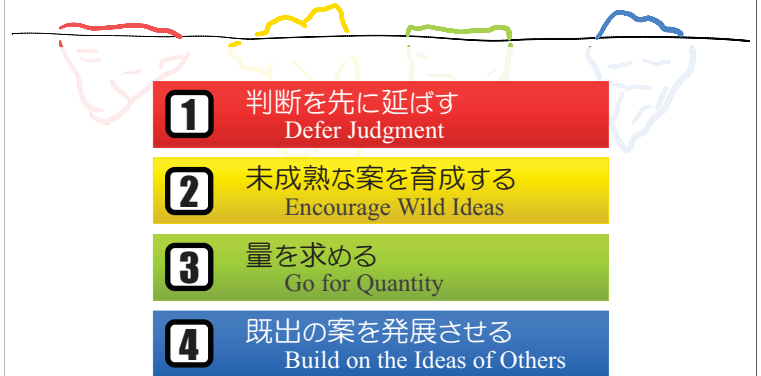 1
判断を先に延ばす
Defer Judgment
2
未成熟な案を育成する
Encourage Wild Ideas
3
量を求める
Go for Quantity
4
既出の案を発展させる
Build on the Ideas of Others